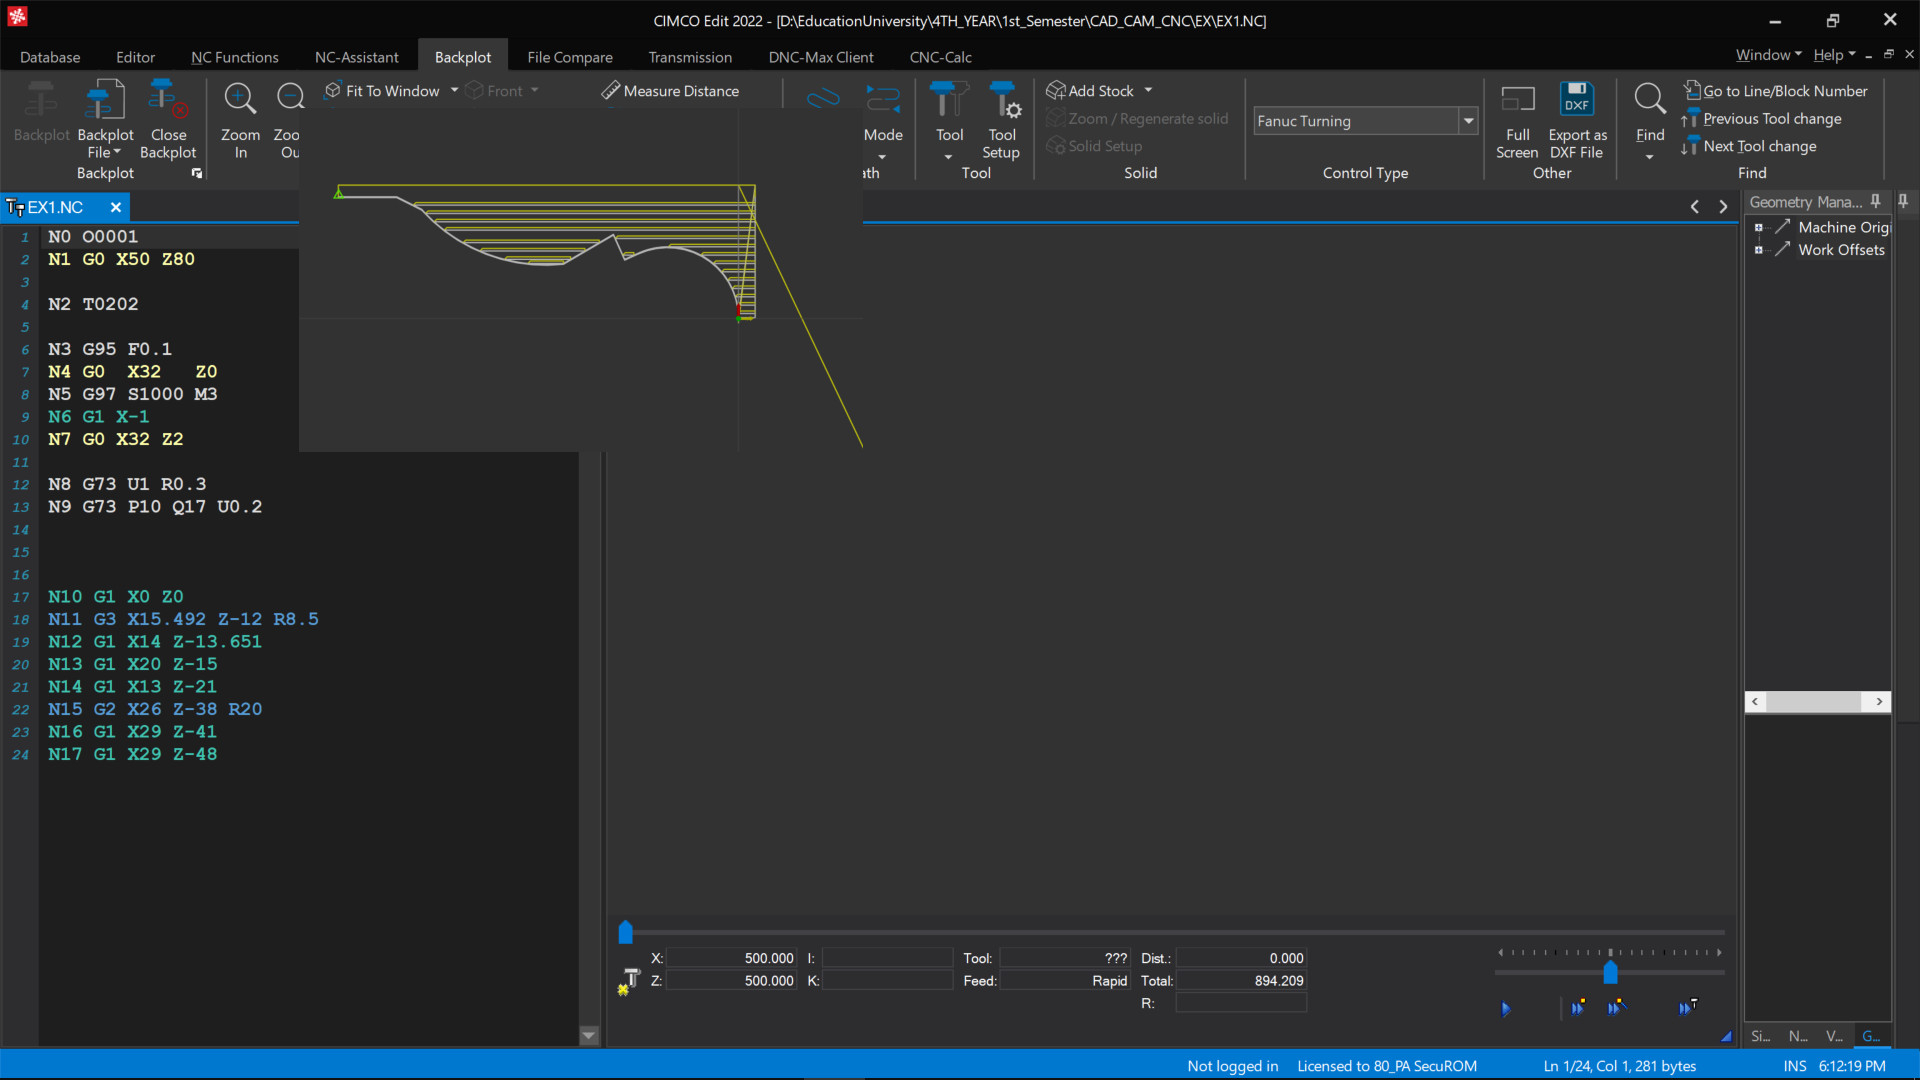 CIMCO Edit 2022 - [D:\EducationUniversity\4TH_YEAR\1st_Semester\CAD_CAM_CNC\EX\EX1.NC]
Database Editor NC Functions NC-Assistant Backplot File Compare Transmission DNC-Max Client CNC-Calc Window Help
Backplot
Backplot File
Close Backplot
Backplot
Zoom In
Zoo
Ou
Fit To Window
Front
Measure Distance
Mode
ath
Tool
Tool Setup
Tool
Add Stock
Zoom / Regenerate solid
Solid Setup
Solid
Fanuc Turning
Control Type
Full Screen
Export as DXF File
DXF
Other
Find
Go to Line/Block Number
Previous Tool change
Next Tool change
Find
EX1.NC
1 N0 O0001
2 N1 G0 X50 Z80
3
4 N2 T0202
5
6 N3 G95 F0.1
7 N4 G0 X32 Z0
8 N5 G97 S1000 M3
9 N6 G1 X-1
10 N7 G0 X32 Z2
11
12 N8 G73 U1 R0.3
13 N9 G73 P10 Q17 U0.2
14
15
16
17 N10 G1 X0 Z0
18 N11 G3 X15.492 Z-12 R8.5
19 N12 G1 X14 Z-13.651
20 N13 G1 X20 Z-15
21 N14 G1 X13 Z-21
22 N15 G2 X26 Z-38 R20
23 N16 G1 X29 Z-41
24 N17 G1 X29 Z-48
Geometry Mana...
Machine Origi
Work Offsets
X: 500.000 I: Tool: ??? Dist.: 0.000
Z: 500.000 K: Feed: Rapid Total: 894.209
R:
Si... N... V... G...
Not logged in Licensed to 80_PA SecuROM Ln 1/24, Col 1, 281 bytes INS 6:12:19 PM